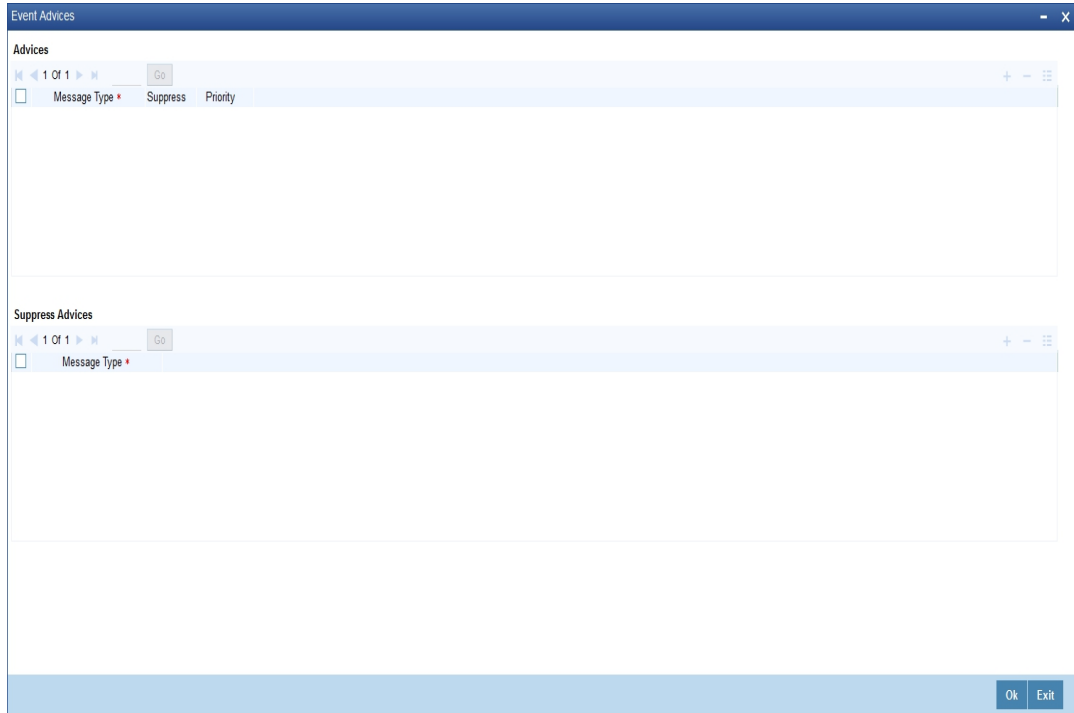 Event Advices
Advices
1 Of 1 Go
Message Type * Suppress Priority
Suppress Advices
1 Of 1 Go
Message Type *
Ok Exit